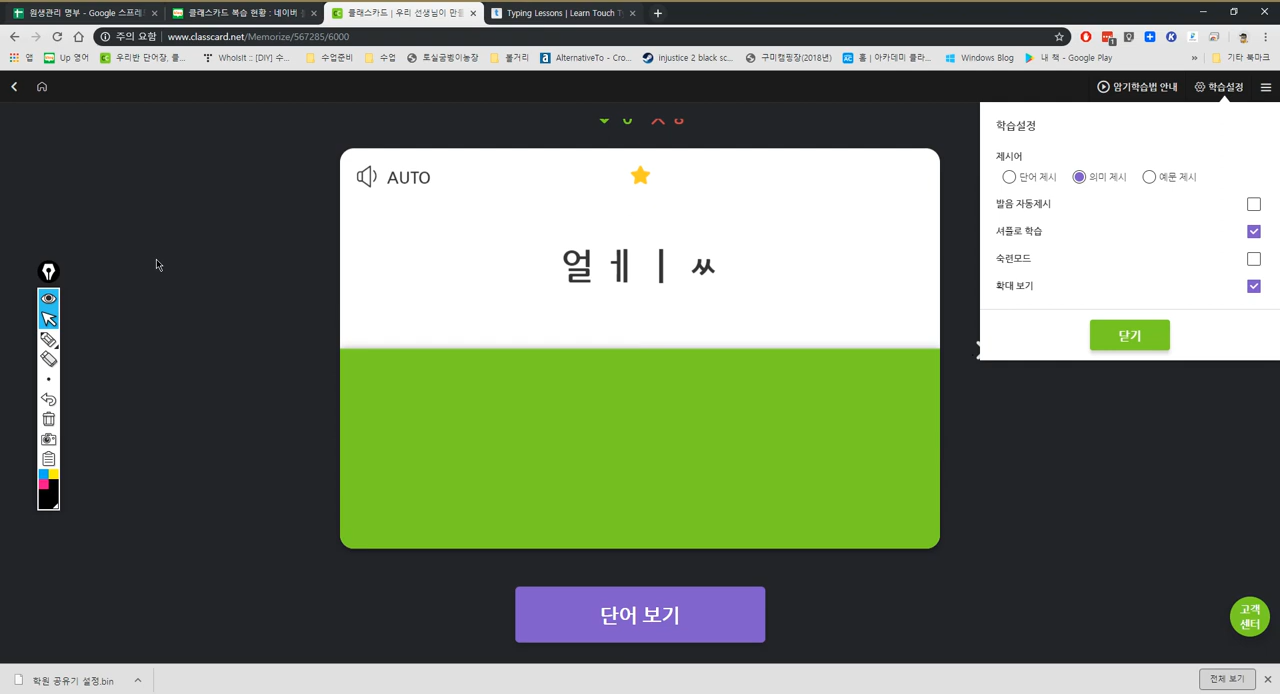 원생관리 명부 - Google 스프레
클래스카드 복습 현황 : 네이버
클래스카드 | 우리 선생님이 만
Typing Lessons | Learn Touch T
주의 요함 | www.classcard.net/Memorize/567285/6000
앱
Up 영어
우리반 단어장, 클...
WhoIst :: [DIY] 수...
수업준비
수업
토실굼벵이농장
볼거리
AlternativeTo - Cro...
injustice 2 black sc...
구미캠핑장(2018년)
홈 | 아카데미 클라...
Windows Blog
내 책 - Google Play
»
기타 북마크
암기학습법 안내
학습설정
AUTO
얼 ㅔ ㅣ ㅆ
단어 보기
학습설정
제시어
단어 제시 의미 제시 예문 제시
발음 자동제시
셔플로 학습
숙련모드
확대 보기
닫기
고객
센터
학원 공유기 설정.bin
전체 보기